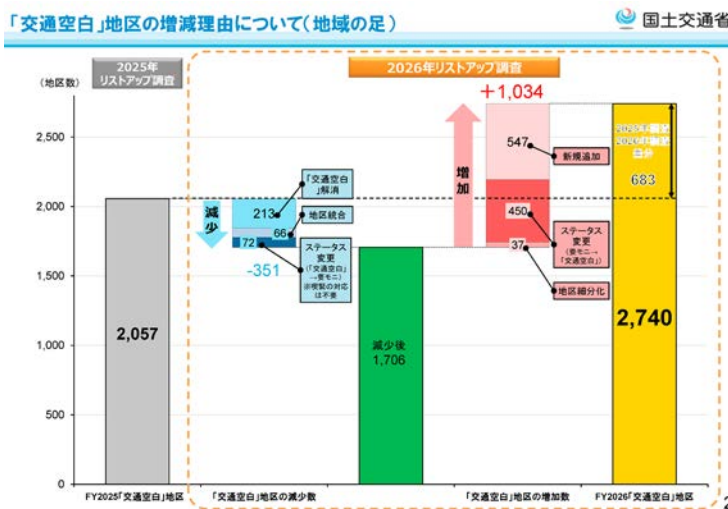 「交通空白」地区の増減理由について(地域の足)
国土交通省
2025年
リストアップ調査
2026年リストアップ調査
(地区数)
2,500
2,000
1,500
1,000
500
0
2,057
減少
213
66
72
-351
「交通空白
」解消
地区統合
ステータス
変更
(「交通空白」
→要モニ)
は不要
減少後
1,706
+1,034
増加
547
450
37
新規追加
ステータス
変更
(要モニ→
「交通空白」)
地区細分化
683
2,740
FY2025「交通空白」地区
「交通空白」地区の減少数
「交通空白」地区の増加数
FY2026「交通空白」地区